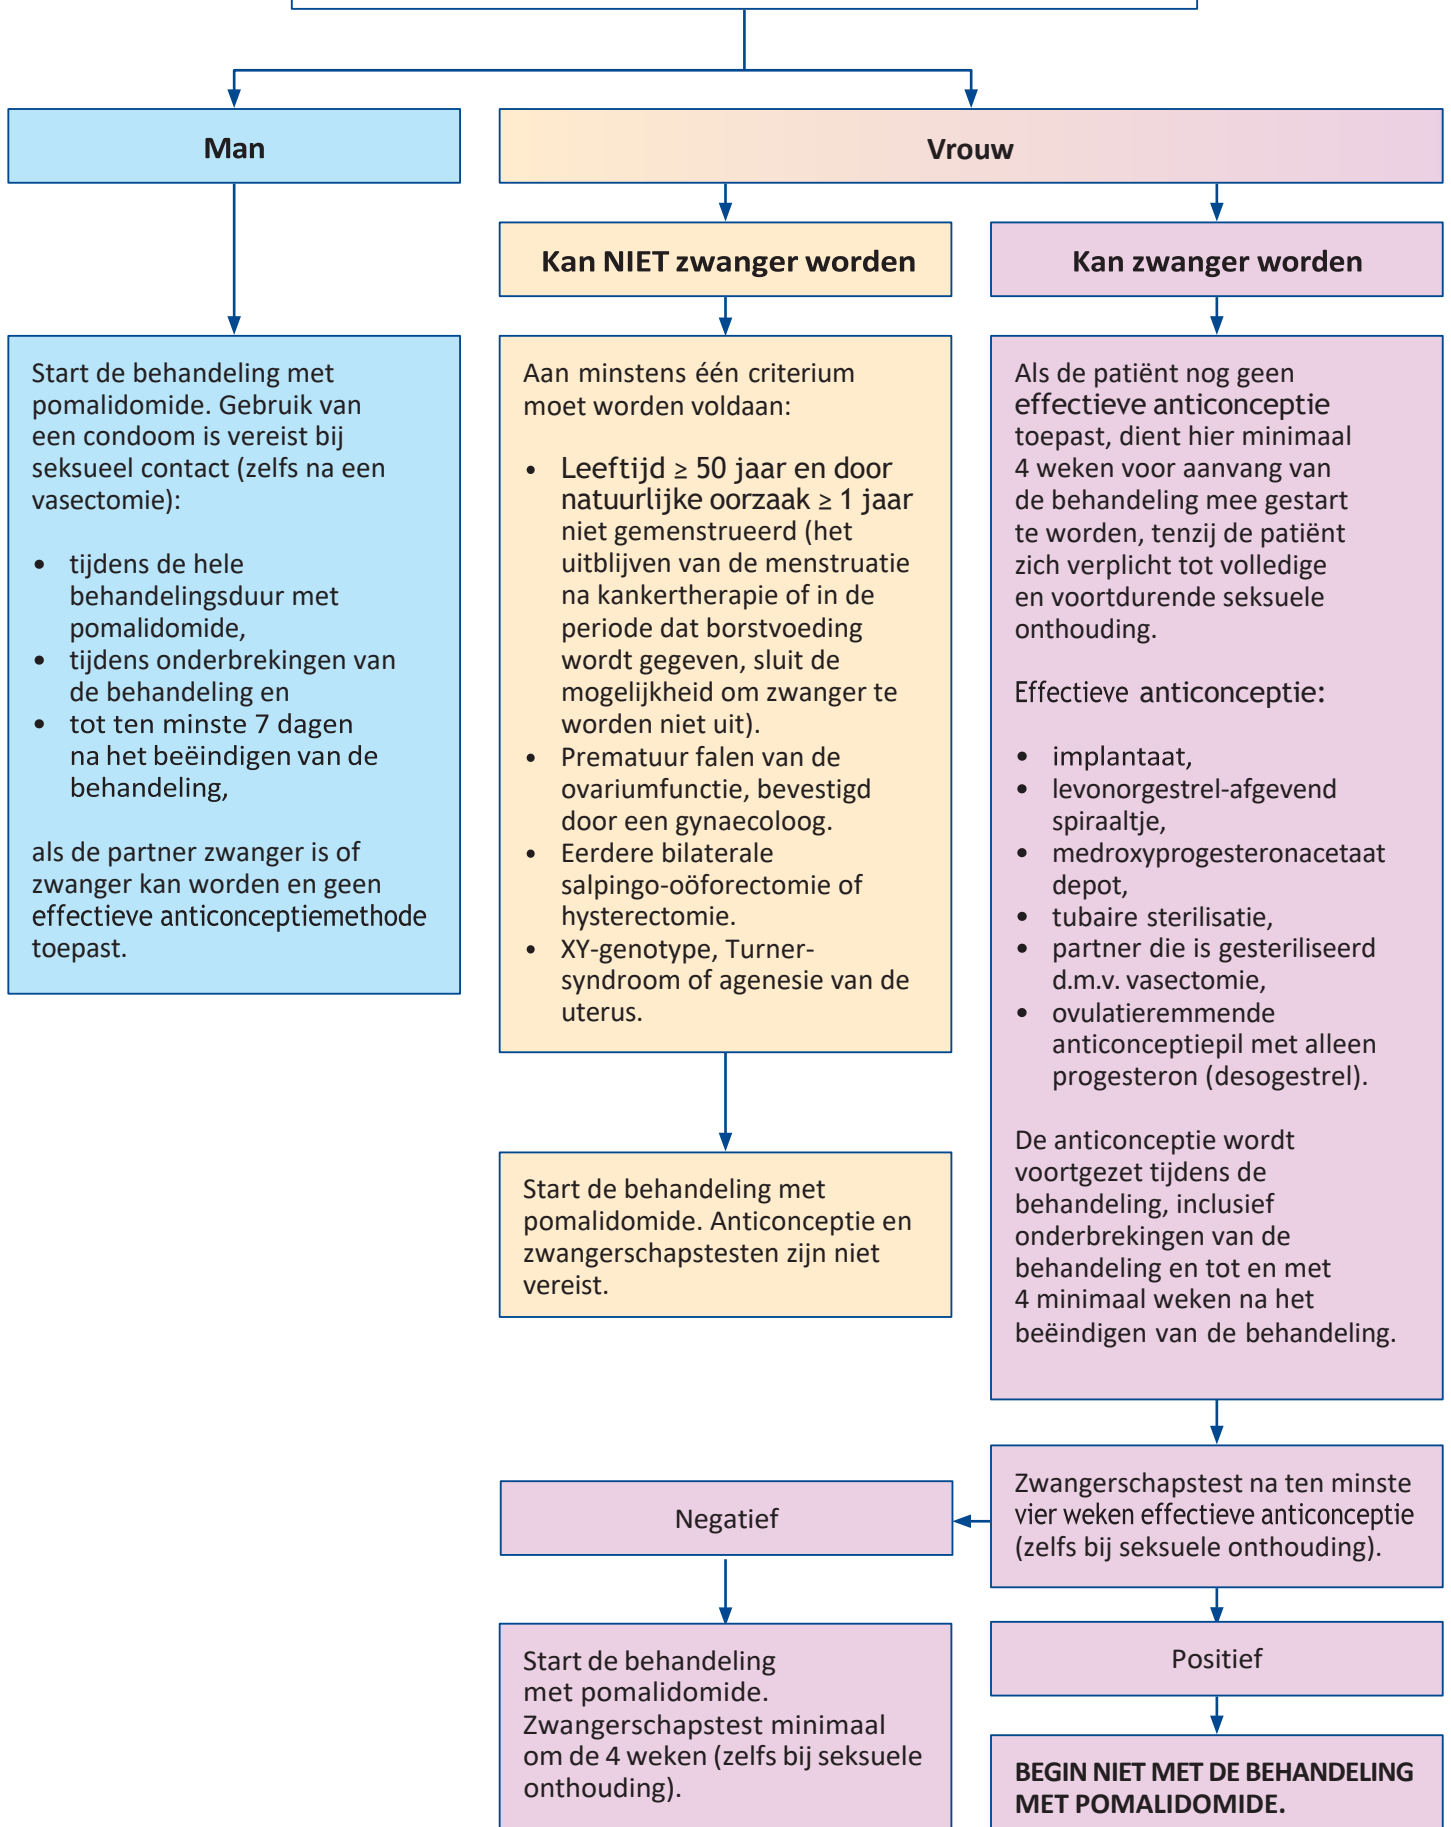 Man
Vrouw
Kan NIET zwanger worden
Kan zwanger worden
Start de behandeling met
pomalidomide. Gebruik van
een condoom is vereist bij
seksueel contact (zelfs na een
vasectomie):
• tijdens de hele
behandelingsduur met
pomalidomide,
• tijdens onderbrekingen van
de behandeling en
• tot ten minste 7 dagen
na het beëindigen van de
behandeling,
als de partner zwanger is of
zwanger kan worden en geen
effectieve anticonceptiemethode
toepast.
Aan minstens één criterium
moet worden voldaan:
• Leeftijd ≥ 50 jaar en door
natuurlijke oorzaak ≥ 1 jaar
niet gemenstrueerd (het
uitblijven van de menstruatie
na kankertherapie of in de
periode dat borstvoeding
wordt gegeven, sluit de
mogelijkheid om zwanger te
worden niet uit).
• Prematuur falen van de
ovariumfunctie, bevestigd
door een gynaecoloog.
• Eerdere bilaterale
salpingo-oöforectomie of
hysterectomie.
• XY-genotype, Turner-
syndroom of agenesie van de
uterus.
Start de behandeling met
pomalidomide. Anticonceptie en
zwangerschapstesten zijn niet
vereist.
Als de patiënt nog geen
effectieve anticonceptie
toepast, dient hier minimaal
4 weken voor aanvang van
de behandeling mee gestart
te worden, tenzij de patiënt
zich verplicht tot volledige
en voortdurende seksuele
onthouding.
Effectieve anticonceptie:
• implantaat,
• levonorgestrel-afgevend
spiraaltje,
• medroxyprogesteronacetaat
depot,
• tubaire sterilisatie,
• partner die is gesteriliseerd
d.m.v. vasectomie,
• ovulatieremmende
anticonceptiepil met alleen
progesteron (desogestrel).
De anticonceptie wordt
voortgezet tijdens de
behandeling, inclusief
onderbrekingen van de
behandeling en tot en met
4 minimaal weken na het
beëindigen van de behandeling.
Zwangerschapstest na ten minste
vier weken effectieve anticonceptie
(zelfs bij seksuele onthouding).
Negatief
Start de behandeling
met pomalidomide.
Zwangerschapstest minimaal
om de 4 weken (zelfs bij seksuele
onthouding).
Positief
BEGIN NIET MET DE BEHANDELING
MET POMALIDOMIDE.